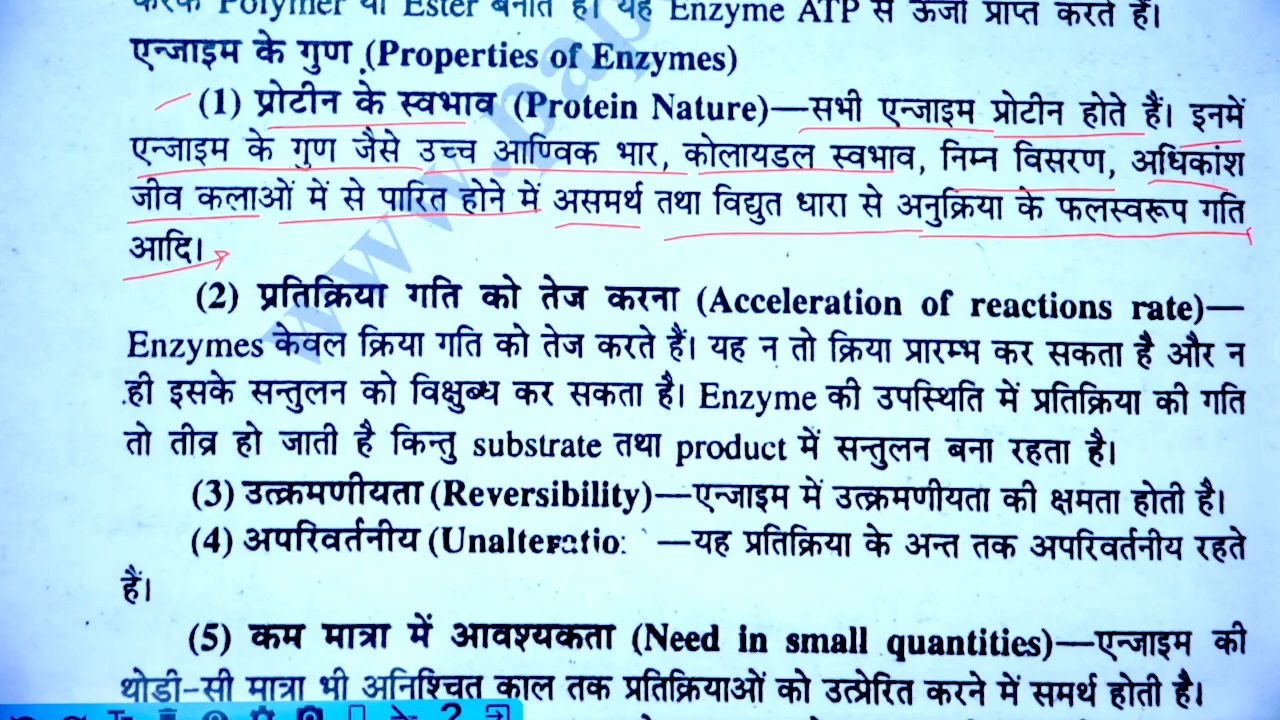 करके Polymer या Ester बनाते हैं। यह Enzyme ATP से ऊर्जा प्राप्त करते हैं।
एन्जाइम के गुण (Properties of Enzymes)
(1) प्रोटीन के स्वभाव (Protein Nature)—सभी एन्जाइम प्रोटीन होते हैं। इनमें
एन्जाइम के गुण जैसे उच्च आण्विक भार, कोलायडल स्वभाव, निम्न विसरण, अधिकांश
जीव कलाओं में से पारित होने में असमर्थ तथा विद्युत धारा से अनुक्रिया के फलस्वरूप गति
आदि।
(2) प्रतिक्रिया गति को तेज करना (Acceleration of reactions rate)—
Enzymes केवल क्रिया गति को तेज करते हैं। यह न तो क्रिया प्रारम्भ कर सकता है और न
ही इसके सन्तुलन को विक्षुब्ध कर सकता है। Enzyme की उपस्थिति में प्रतिक्रिया की गति
तो तीव्र हो जाती है किन्तु substrate तथा product में सन्तुलन बना रहता है।
(3) उत्क्रमणीयता (Reversibility)—एन्जाइम में उत्क्रमणीयता की क्षमता होती है।
(4) अपरिवर्तनीय (Unalteratio: —यह प्रतिक्रिया के अन्त तक अपरिवर्तनीय रहते
हैं।
(5) कम मात्रा में आवश्यकता (Need in small quantities)—एन्जाइम की
थोड़ी-सी मात्रा भी अनिश्चित काल तक प्रतिक्रियाओं को उत्प्रेरित करने में समर्थ होती है।
www.pap